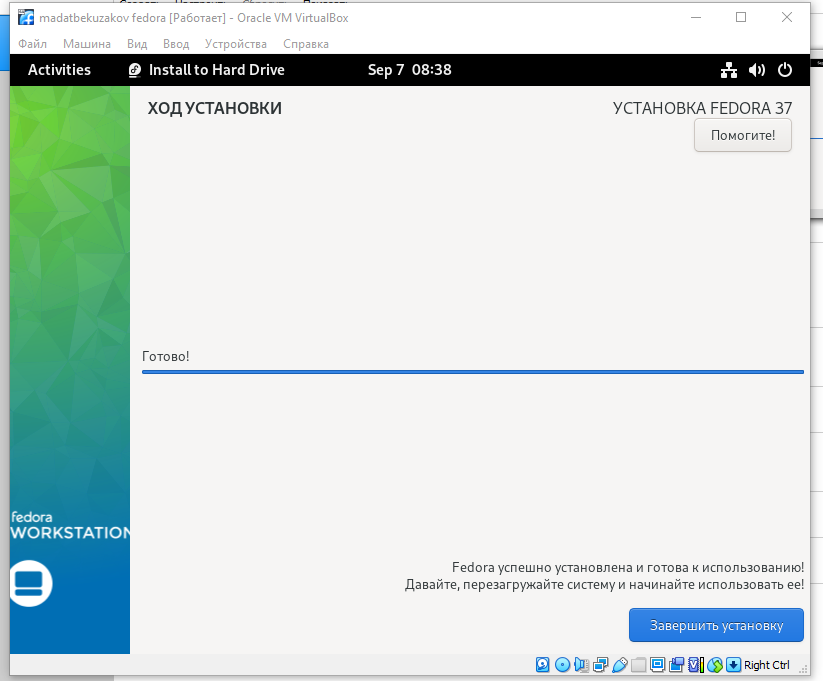 madatbekuzakov fedora [Работает] - Oracle VM VirtualBox
Файл Машина Вид Ввод Устройства Справка
Activities Install to Hard Drive Sep 7 08:38
ХОД УСТАНОВКИ УСТАНОВКА FEDORA 37
Помогите!
Готово!
fedora
WORKSTATION
Fedora успешно установлена и готова к использованию!
Давайте, перезагружайте систему и начинайте использовать ее!
Завершить установку
Right Ctrl